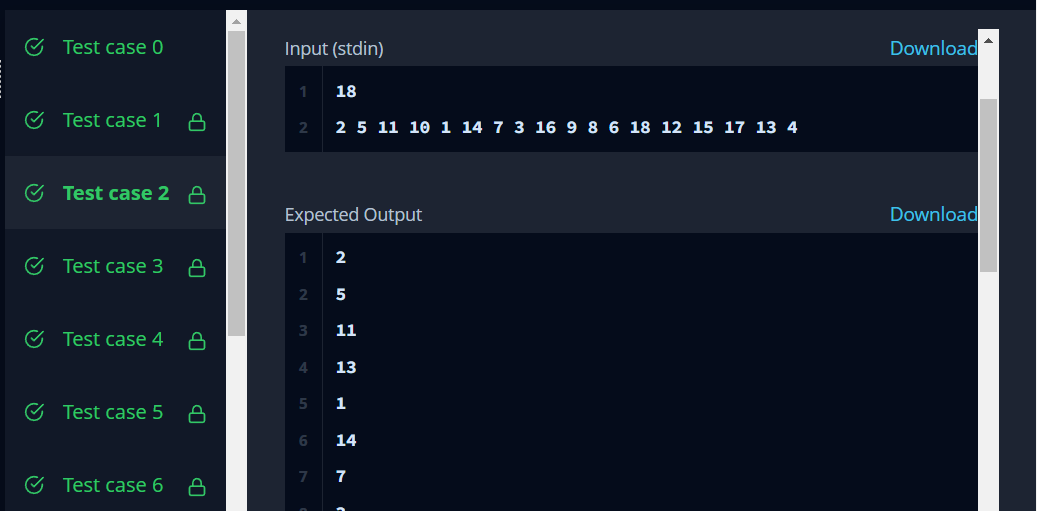 Test case 0
Test case 1
Test case 2
Test case 3
Test case 4
Test case 5
Test case 6
Input (stdin)
Download
1 18
2 2 5 11 10 1 14 7 3 16 9 8 6 18 12 15 17 13 4
Expected Output
Download
1 2
2 5
3 11
4 13
5 1
6 14
7 7